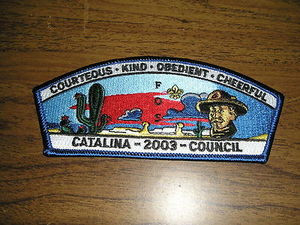 COURTEOUS • KIND • OBEDIENT • CHEERFUL
F
O
S
CATALINA - 2003 - COUNCIL